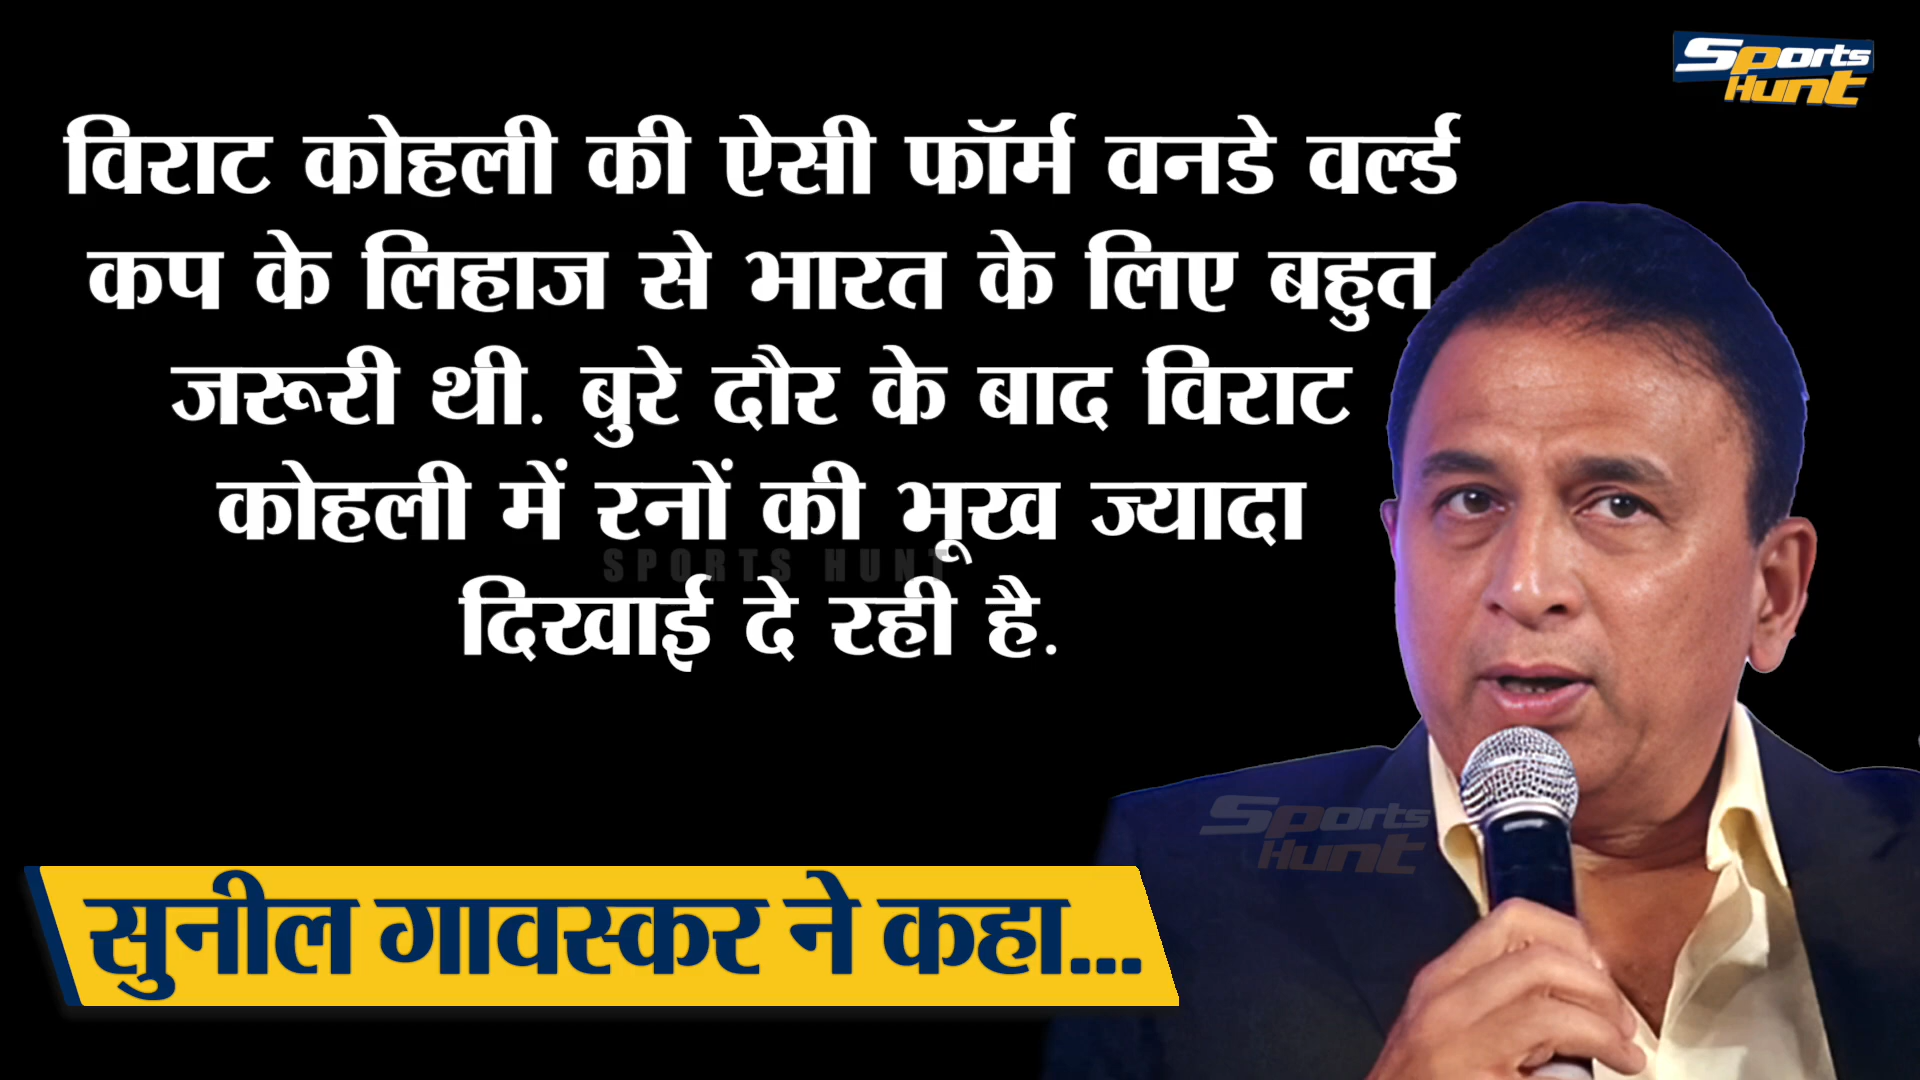 Sports
Hunt
विराट कोहली की ऐसी फॉर्म वनडे वर्ल्ड
कप के लिहाज से भारत के लिए बहुत
जरूरी थी. बुरे दौर के बाद विराट
कोहली में रनों की भूख ज्यादा
SPORTS HUNT
दिखाई दे रही है.
Sports
Hunt
सुनील गावस्कर ने कहा...